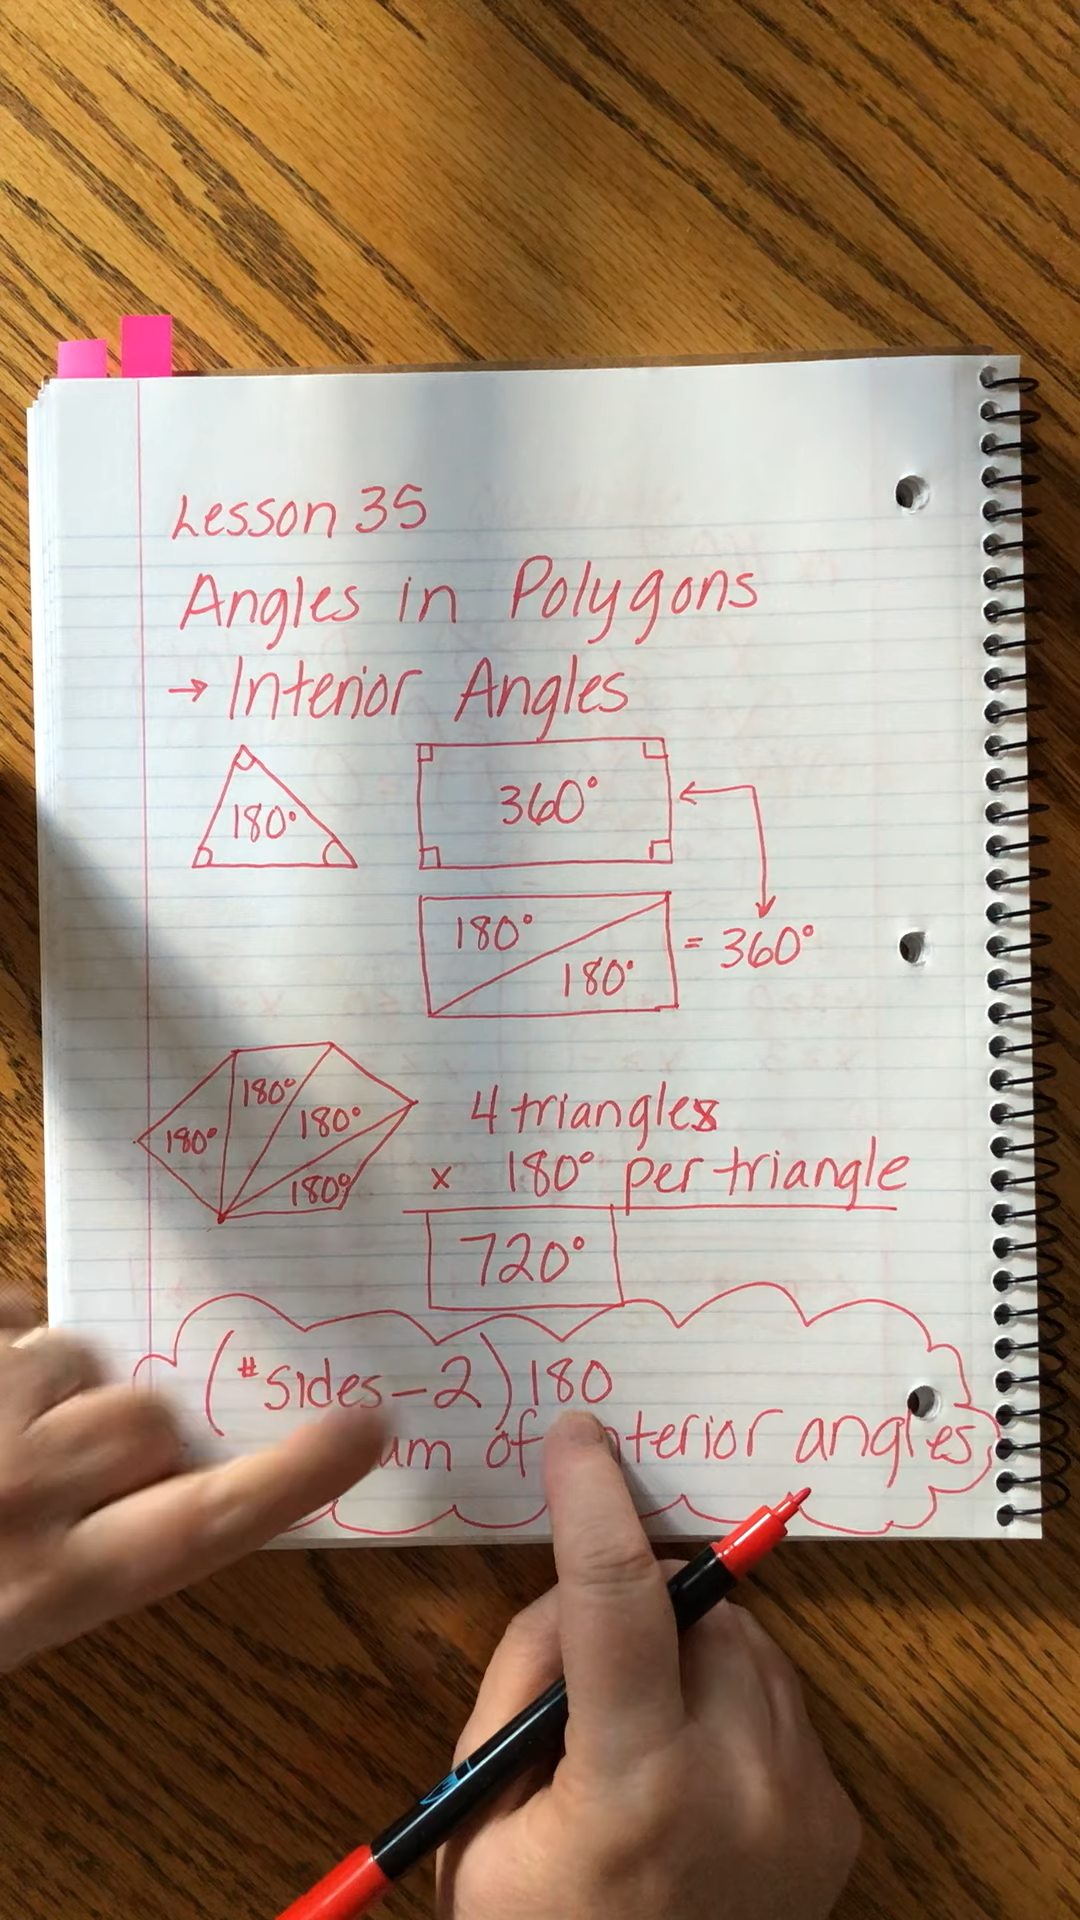 Lesson 35
Angles in Polygons
→ Interior Angles
180°
360°
180°
180°
= 360°
180°
180°
180°
180°
4 triangles
x 180° per triangle
720°
(#Sides-2)180
of angles